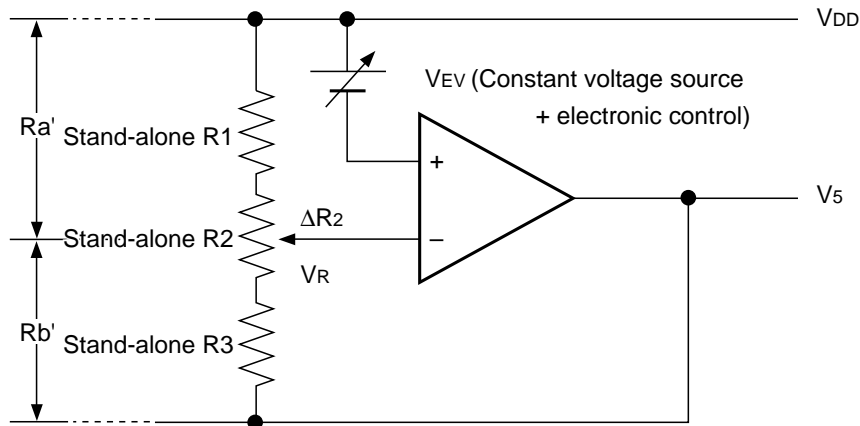 VDD
VEV (Constant voltage source
+ electronic control)
Ra'
Stand-alone R1
+
V5
Stand-alone R2
ΔR2
−
VR
Rb'
Stand-alone R3